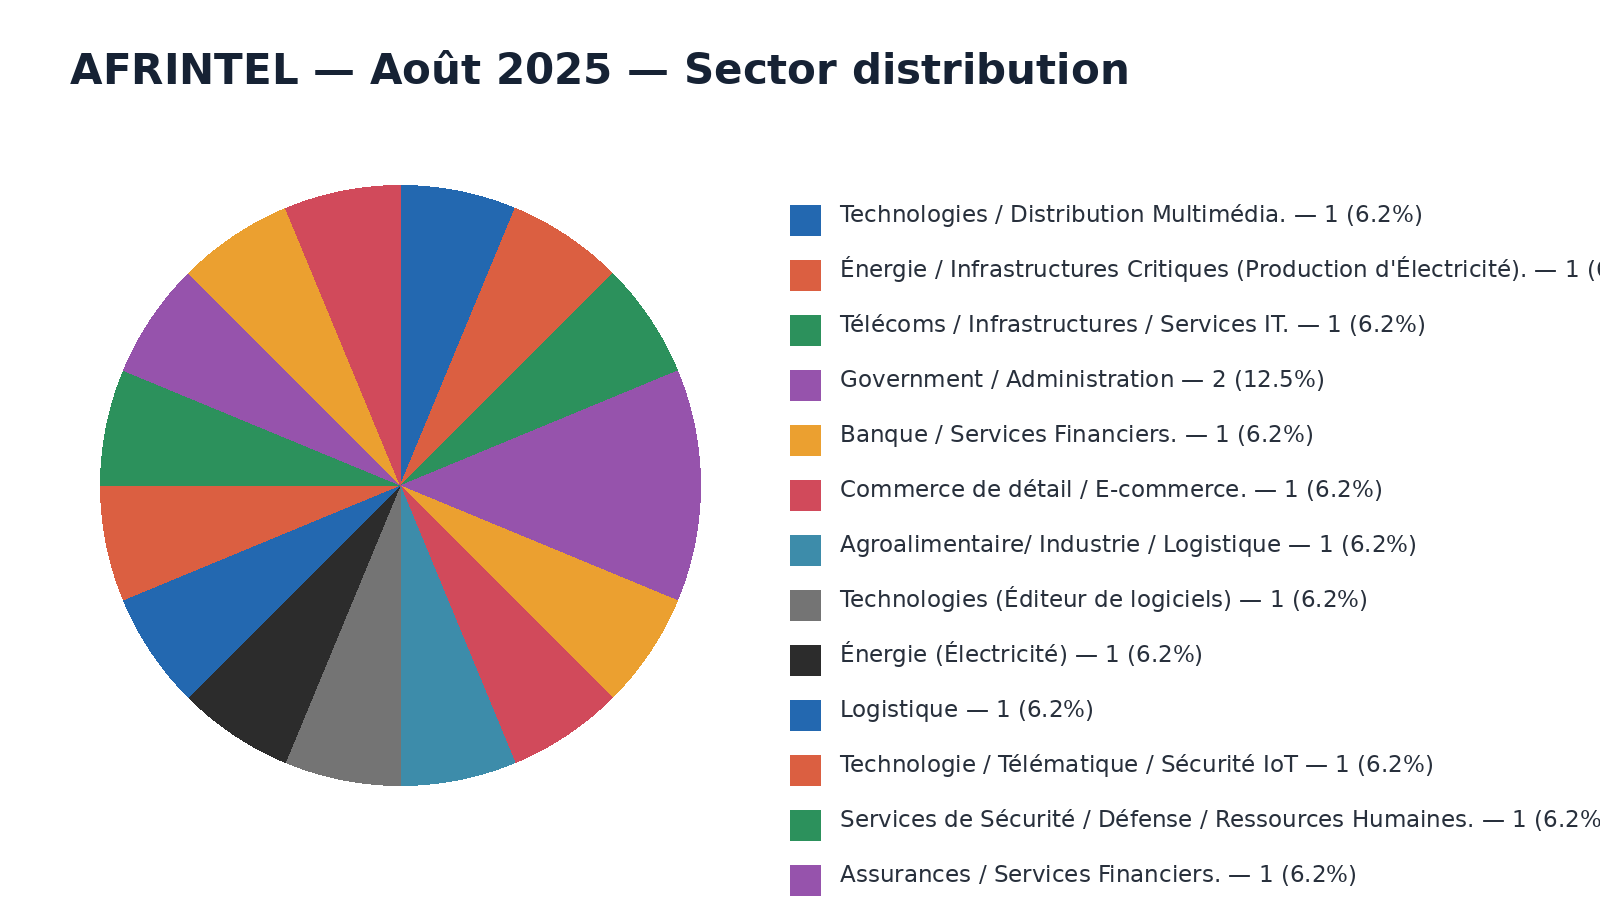 AFRINTEL — Août 2025 — Sector distribution
Technologies / Distribution Multimédia. — 1 (6.2%)
Énergie / Infrastructures Critiques (Production d'Électricité). — 1 (
Télécoms / Infrastructures / Services IT. — 1 (6.2%)
Government / Administration — 2 (12.5%)
Banque / Services Financiers. — 1 (6.2%)
Commerce de détail / E-commerce. — 1 (6.2%)
Agroalimentaire/ Industrie / Logistique — 1 (6.2%)
Technologies (Éditeur de logiciels) — 1 (6.2%)
Énergie (Électricité) — 1 (6.2%)
Logistique — 1 (6.2%)
Technologie / Télématique / Sécurité IoT — 1 (6.2%)
Services de Sécurité / Défense / Ressources Humaines. — 1 (6.2%
Assurances / Services Financiers. — 1 (6.2%)